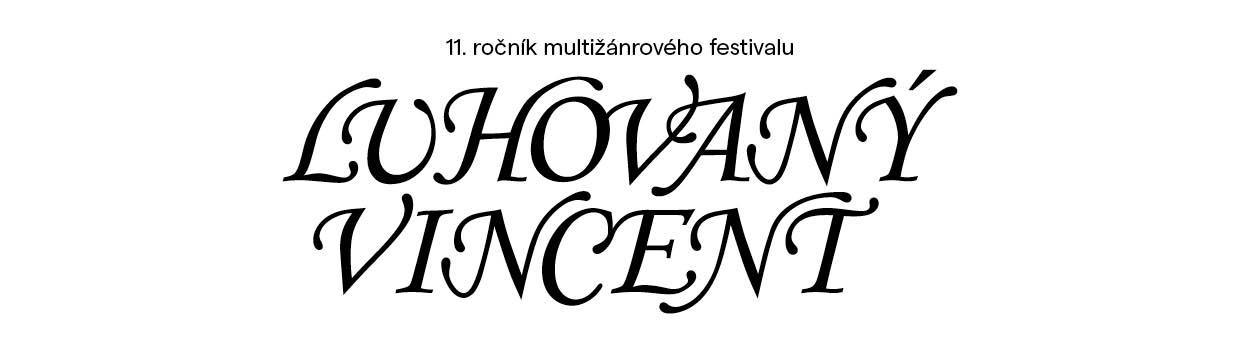 11. ročník multižánrového festivalu
LUHOVANÝ
VINCENT